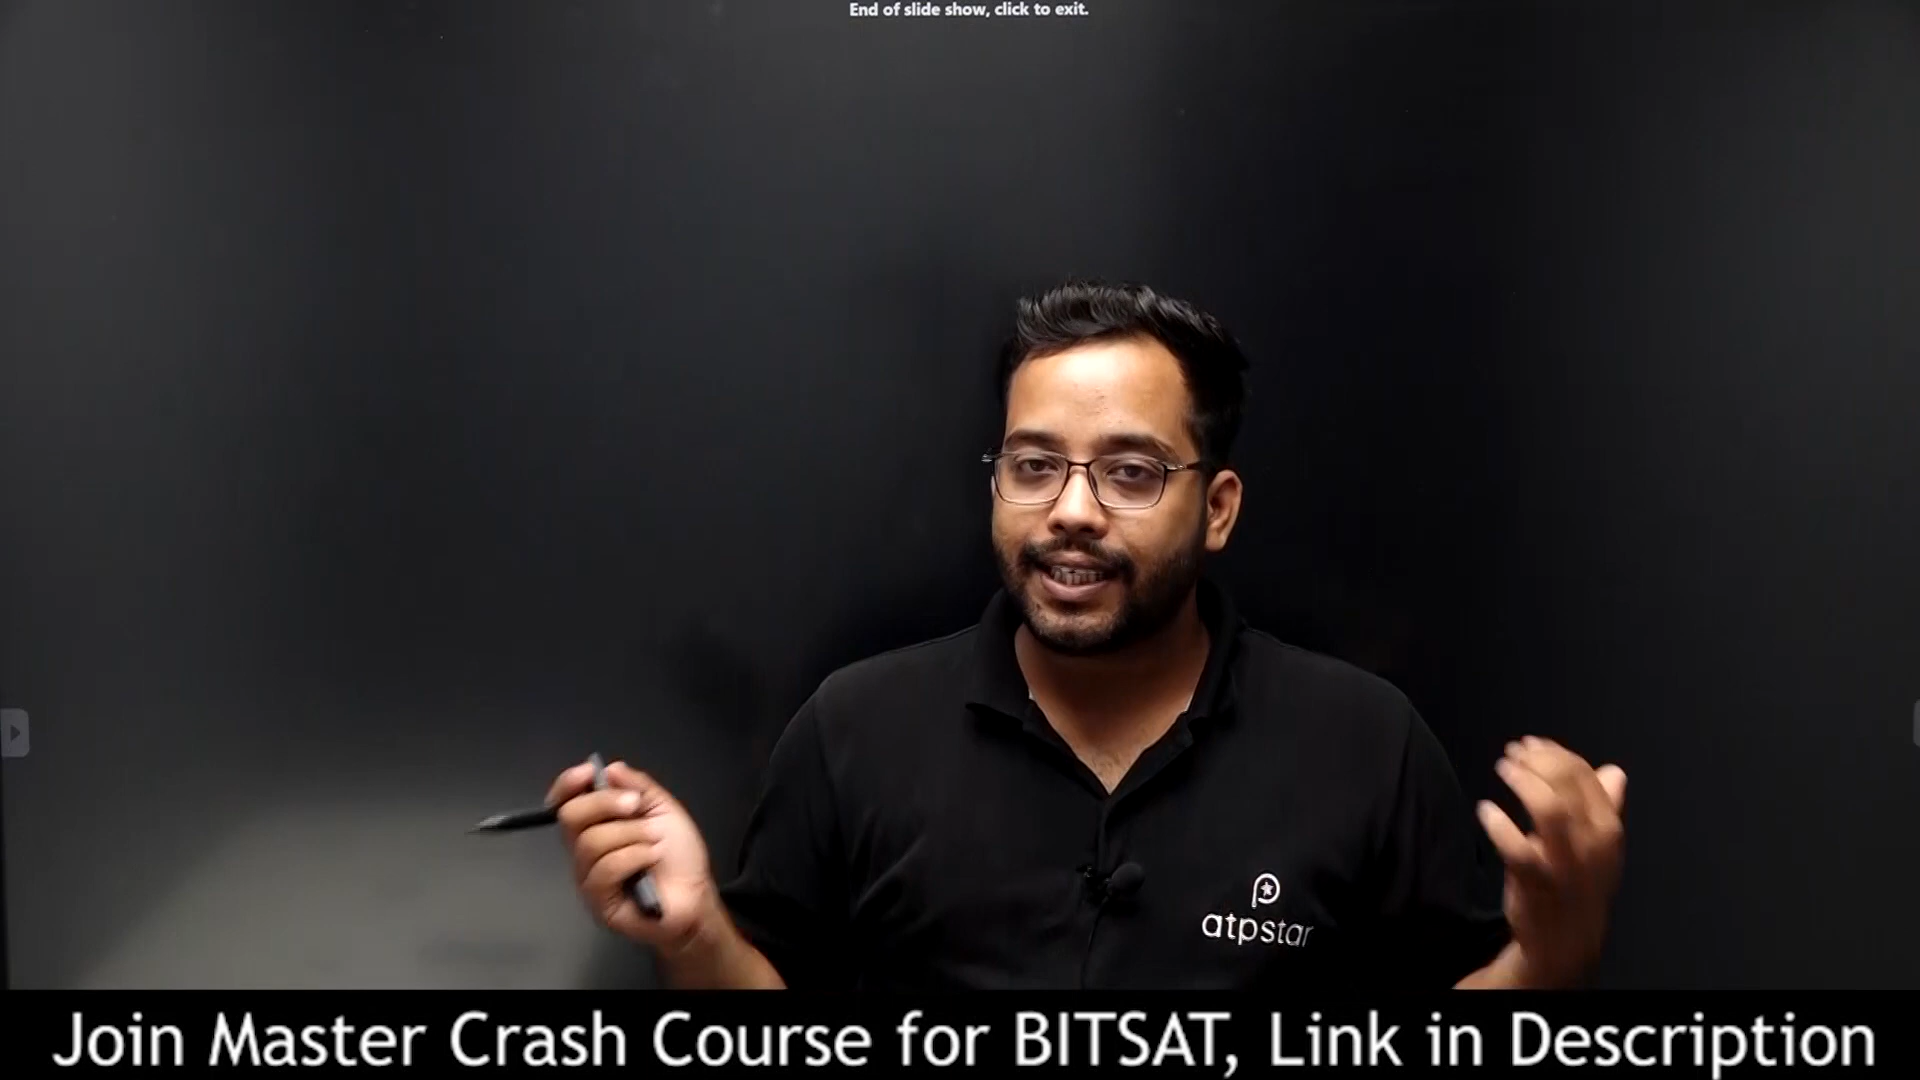 End of slide show, click to exit.
atpstar
Join Master Crash Course for BITSAT, Link in Description